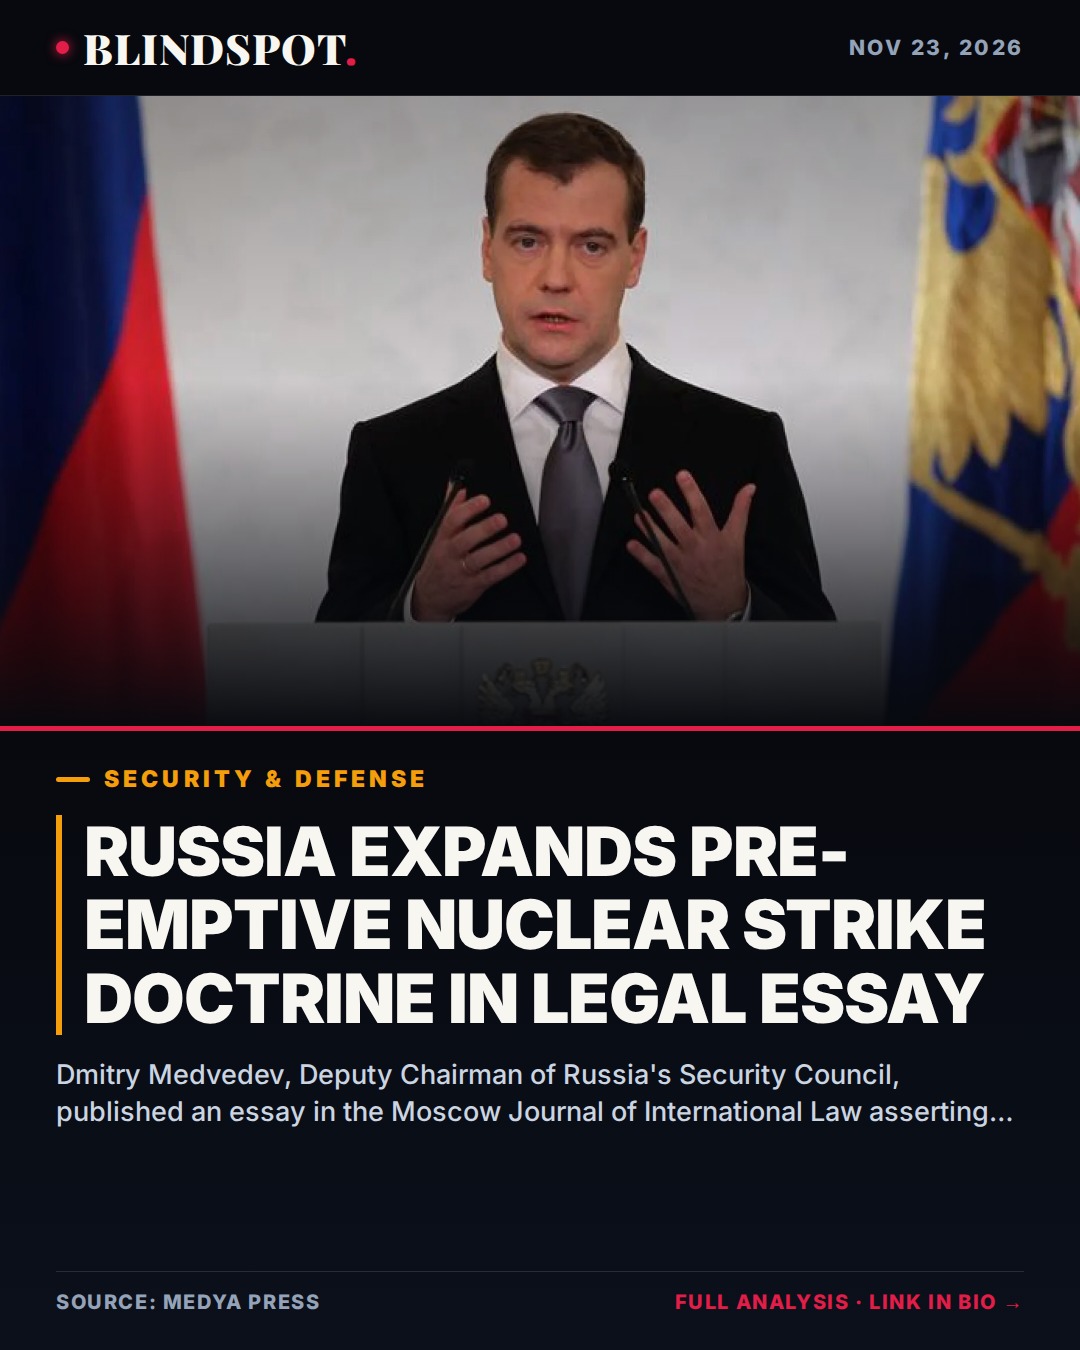 BLINDSPOT.
NOV 23, 2026
SECURITY & DEFENSE
RUSSIA EXPANDS PRE-
EMPTIVE NUCLEAR STRIKE
DOCTRINE IN LEGAL ESSAY
Dmitry Medvedev, Deputy Chairman of Russia's Security Council,
published an essay in the Moscow Journal of International Law asserting...
SOURCE: MEDYA PRESS
FULL ANALYSIS · LINK IN BIO →